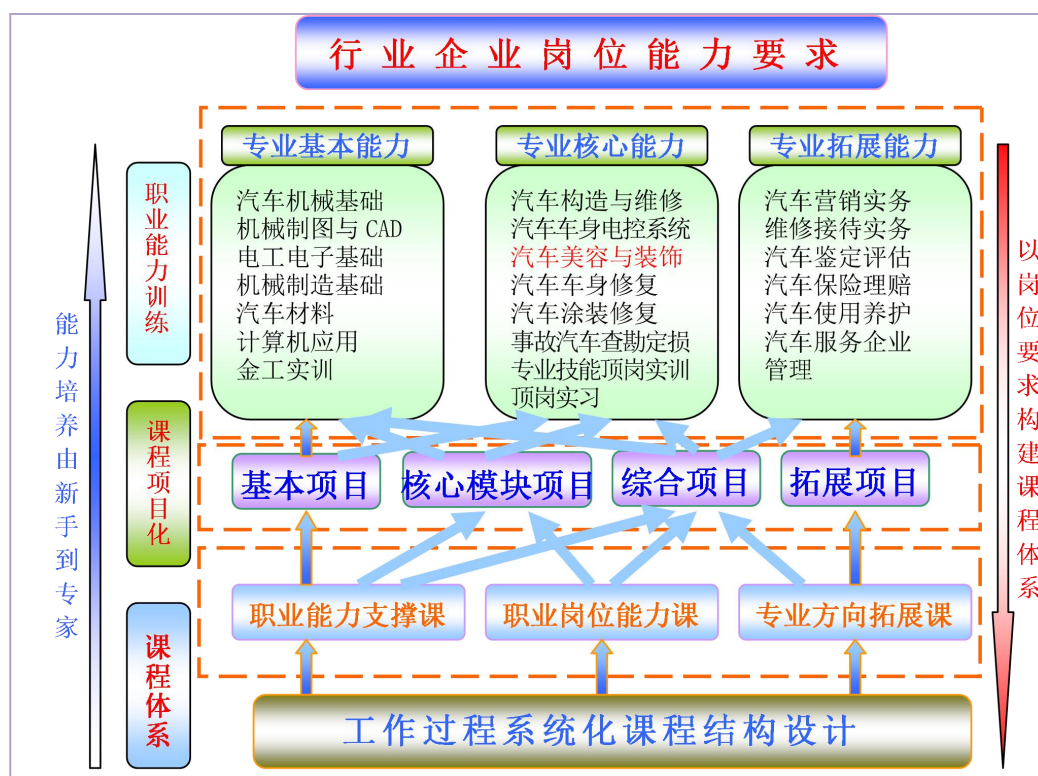 行业企业岗位能力要求
专业基本能力
汽车机械基础
机械制图与 CAD
电工电子基础
机械制造基础
汽车材料
计算机应用
金工实训
专业核心能力
汽车构造与维修
汽车车身电控系统
汽车美容与装饰
汽车车身修复
汽车涂装修复
事故汽车查勘定损
专业技能顶岗实训
顶岗实习
专业拓展能力
汽车营销实务
维修接待实务
汽车鉴定评估
汽车保险理赔
汽车使用养护
汽车服务企业
管理
职业能力训练
课程项目化
课程体系
能力培养由新手到专家
以岗位要求构建课程体系
基本项目
核心模块项目
综合项目
拓展项目
职业能力支撑课
职业岗位能力课
专业方向拓展课
工作过程系统化课程结构设计